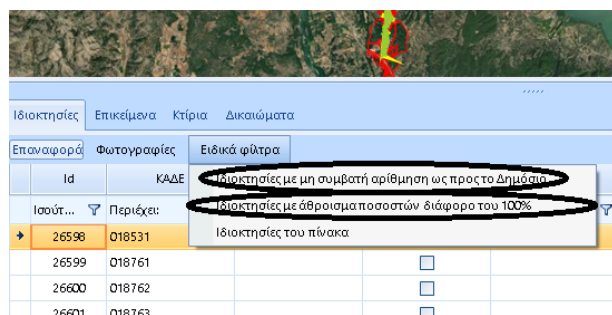 Ιδιοκτησίες Επικείμενα Κτίρια Δικαιώματα
Επαναφορά Φωτογραφίες Ειδικά φίλτρα
Id ΚΑΔΕ
Ιδιοκτησίες με μη συμβατή αρίθμηση ως προς το Δημόσιο
Ισούτ... Περιέχει:
Ιδιοκτησίες με άθροισμα ποσοστών διάφορο του 100%
26598 018531
Ιδιοκτησίες του πίνακα
26599 018761
26600 018762
26601 018763